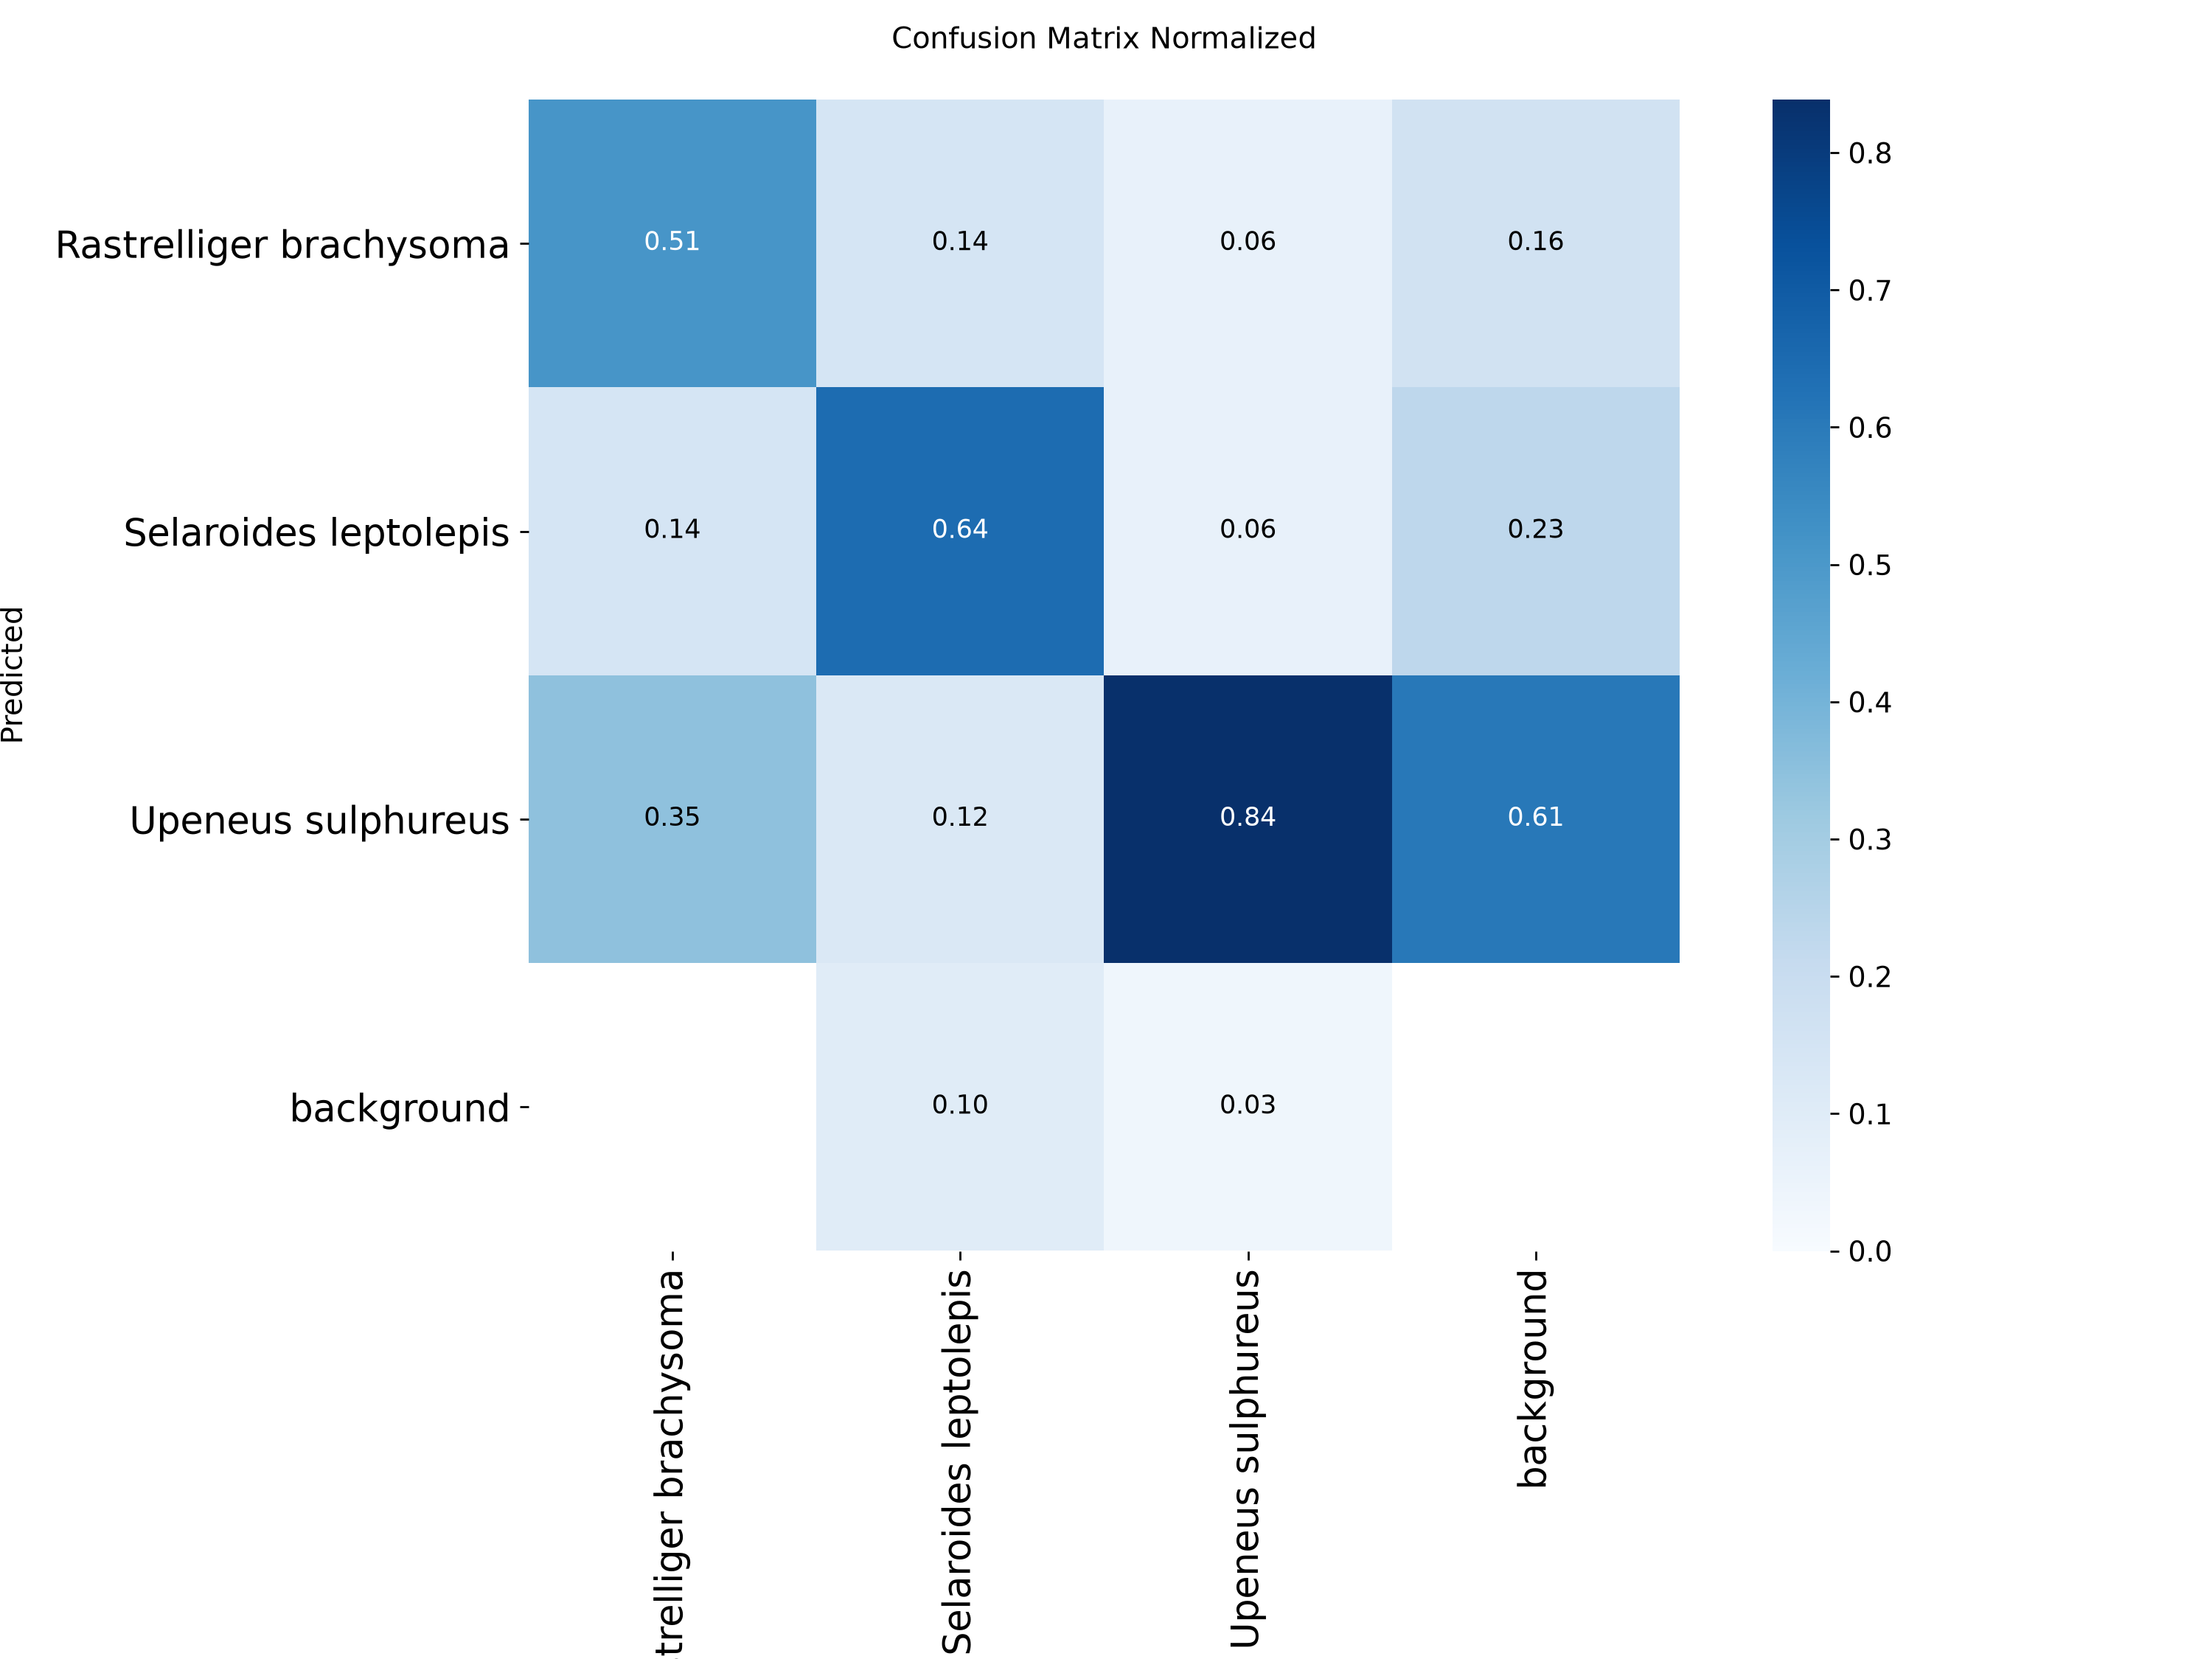 Confusion Matrix Normalized
Rastrelliger brachysoma
0.51 0.14 0.06 0.16
Selaroides leptolepis
0.14 0.64 0.06 0.23
Upeneus sulphureus
0.35 0.12 0.84 0.61
background
0.10 0.03
Predicted
trelliger brachysoma
Selaroides leptolepis
Upeneus sulphureus
background
0.8
0.7
0.6
0.5
0.4
0.3
0.2
0.1
0.0